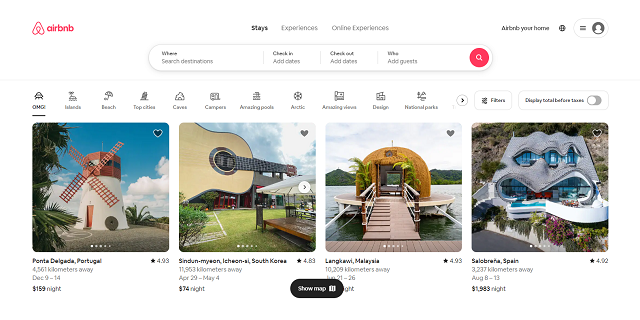 airbnb
Stays
Experiences
Online Experiences
Airbnb your home
Where
Search destinations
Check in
Add dates
Check out
Add dates
Who
Add guests
OMG!
Islands
Beach
Top cities
Caves
Campers
Amazing pools
Arctic
Amazing views
Design
National parks
Filters
Display total before taxes
Ponta Delgada, Portugal
4.93
4,561 kilometers away
Dec 9 – 14
$159 night
Sindun-myeon, Icheon-si, South Korea
4.83
11,953 kilometers away
Apr 29 – May 4
$74 night
Langkawi, Malaysia
4.93
10,209 kilometers away
21 – 26
Salobreña, Spain
4.92
3,237 kilometers away
Aug 8 – 13
$1,983 night
Show map